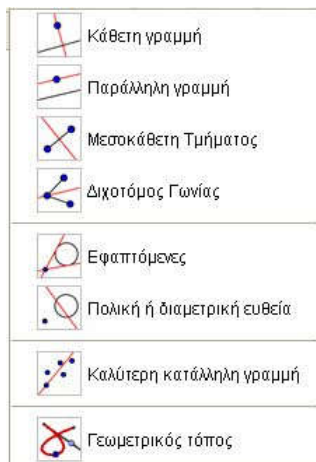 Κάθετη γραμμή
Παράλληλη γραμμή
Μεσοκάθετη Τμήματος
Διχοτόμος Γωνίας
Εφαπτόμενες
Πολική ή διαμετρική ευθεία
Καλύτερη κατάλληλη γραμμή
Γεωμετρικός τόπος